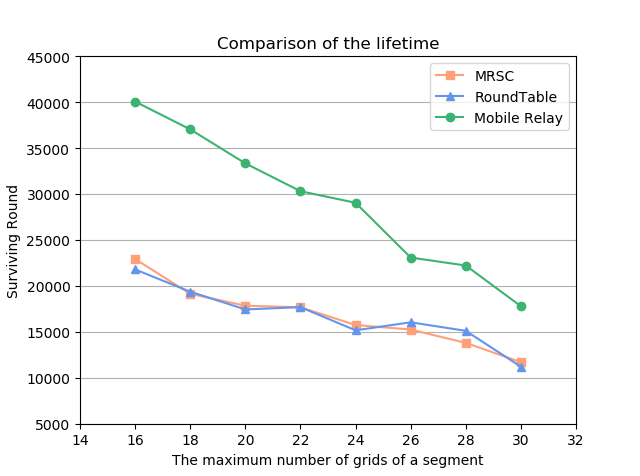 Comparison of the lifetime
45000
40000
35000
30000
25000
20000
15000
10000
5000
Surviving Round
MRSC
RoundTable
Mobile Relay
14 16 18 20 22 24 26 28 30 32
The maximum number of grids of a segment